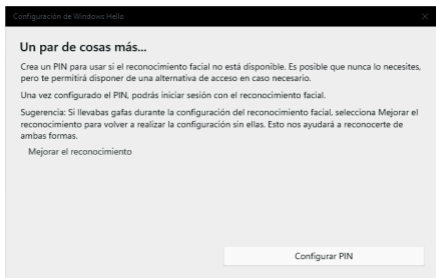 Configuración de Windows Hello
Un par de cosas más...
Crea un PIN para usar si el reconocimiento facial no está disponible. Es posible que nunca lo necesites,
pero te permitirá disponer de una alternativa de acceso en caso necesario.
Una vez configurado el PIN, podrás iniciar sesión con el reconocimiento facial.
Sugerencia: Si llevabas gafas durante la configuración del reconocimiento facial, selecciona Mejorar el
reconocimiento para volver a realizar la configuración sin ellas. Esto nos ayudará a reconocerte de
ambas formas.
Mejorar el reconocimiento
Configurar PIN